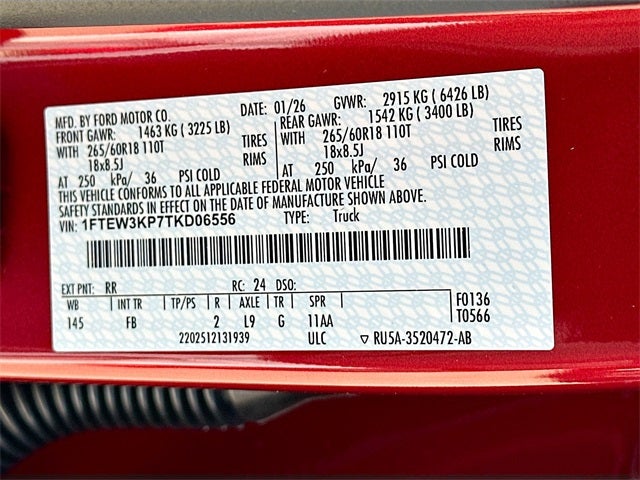 MFD. BY FORD MOTOR CO. DATE: 01/26 GVWR: 2915 KG ( 6426 LB)
FRONT GAWR: 1463 KG ( 3225 LB) REAR GAWR: 1542 KG ( 3400 LB)
WITH 265/60R18 110T TIRES WITH 265/60R18 110T TIRES
18x8.5J RIMS 18x8.5J RIMS
AT 250 kPa/ 36 PSI COLD AT 250 kPa/ 36 PSI COLD
THIS VEHICLE CONFORMS TO ALL APPLICABLE FEDERAL MOTOR VEHICLE
SAFETY STANDARDS IN EFFECT ON THE DATE OF MANUFACTURE SHOWN ABOVE.
VIN: 1FTEW3KP7TKD06556 TYPE: Truck
EXT PNT: RR RC: 24 DSO:
WB INT TR TP/PS R AXLE TR SPR F0136
145 FB 2 L9 G 11AA T0566
2202512131939 ULC ▽ RU5A-3520472-AB